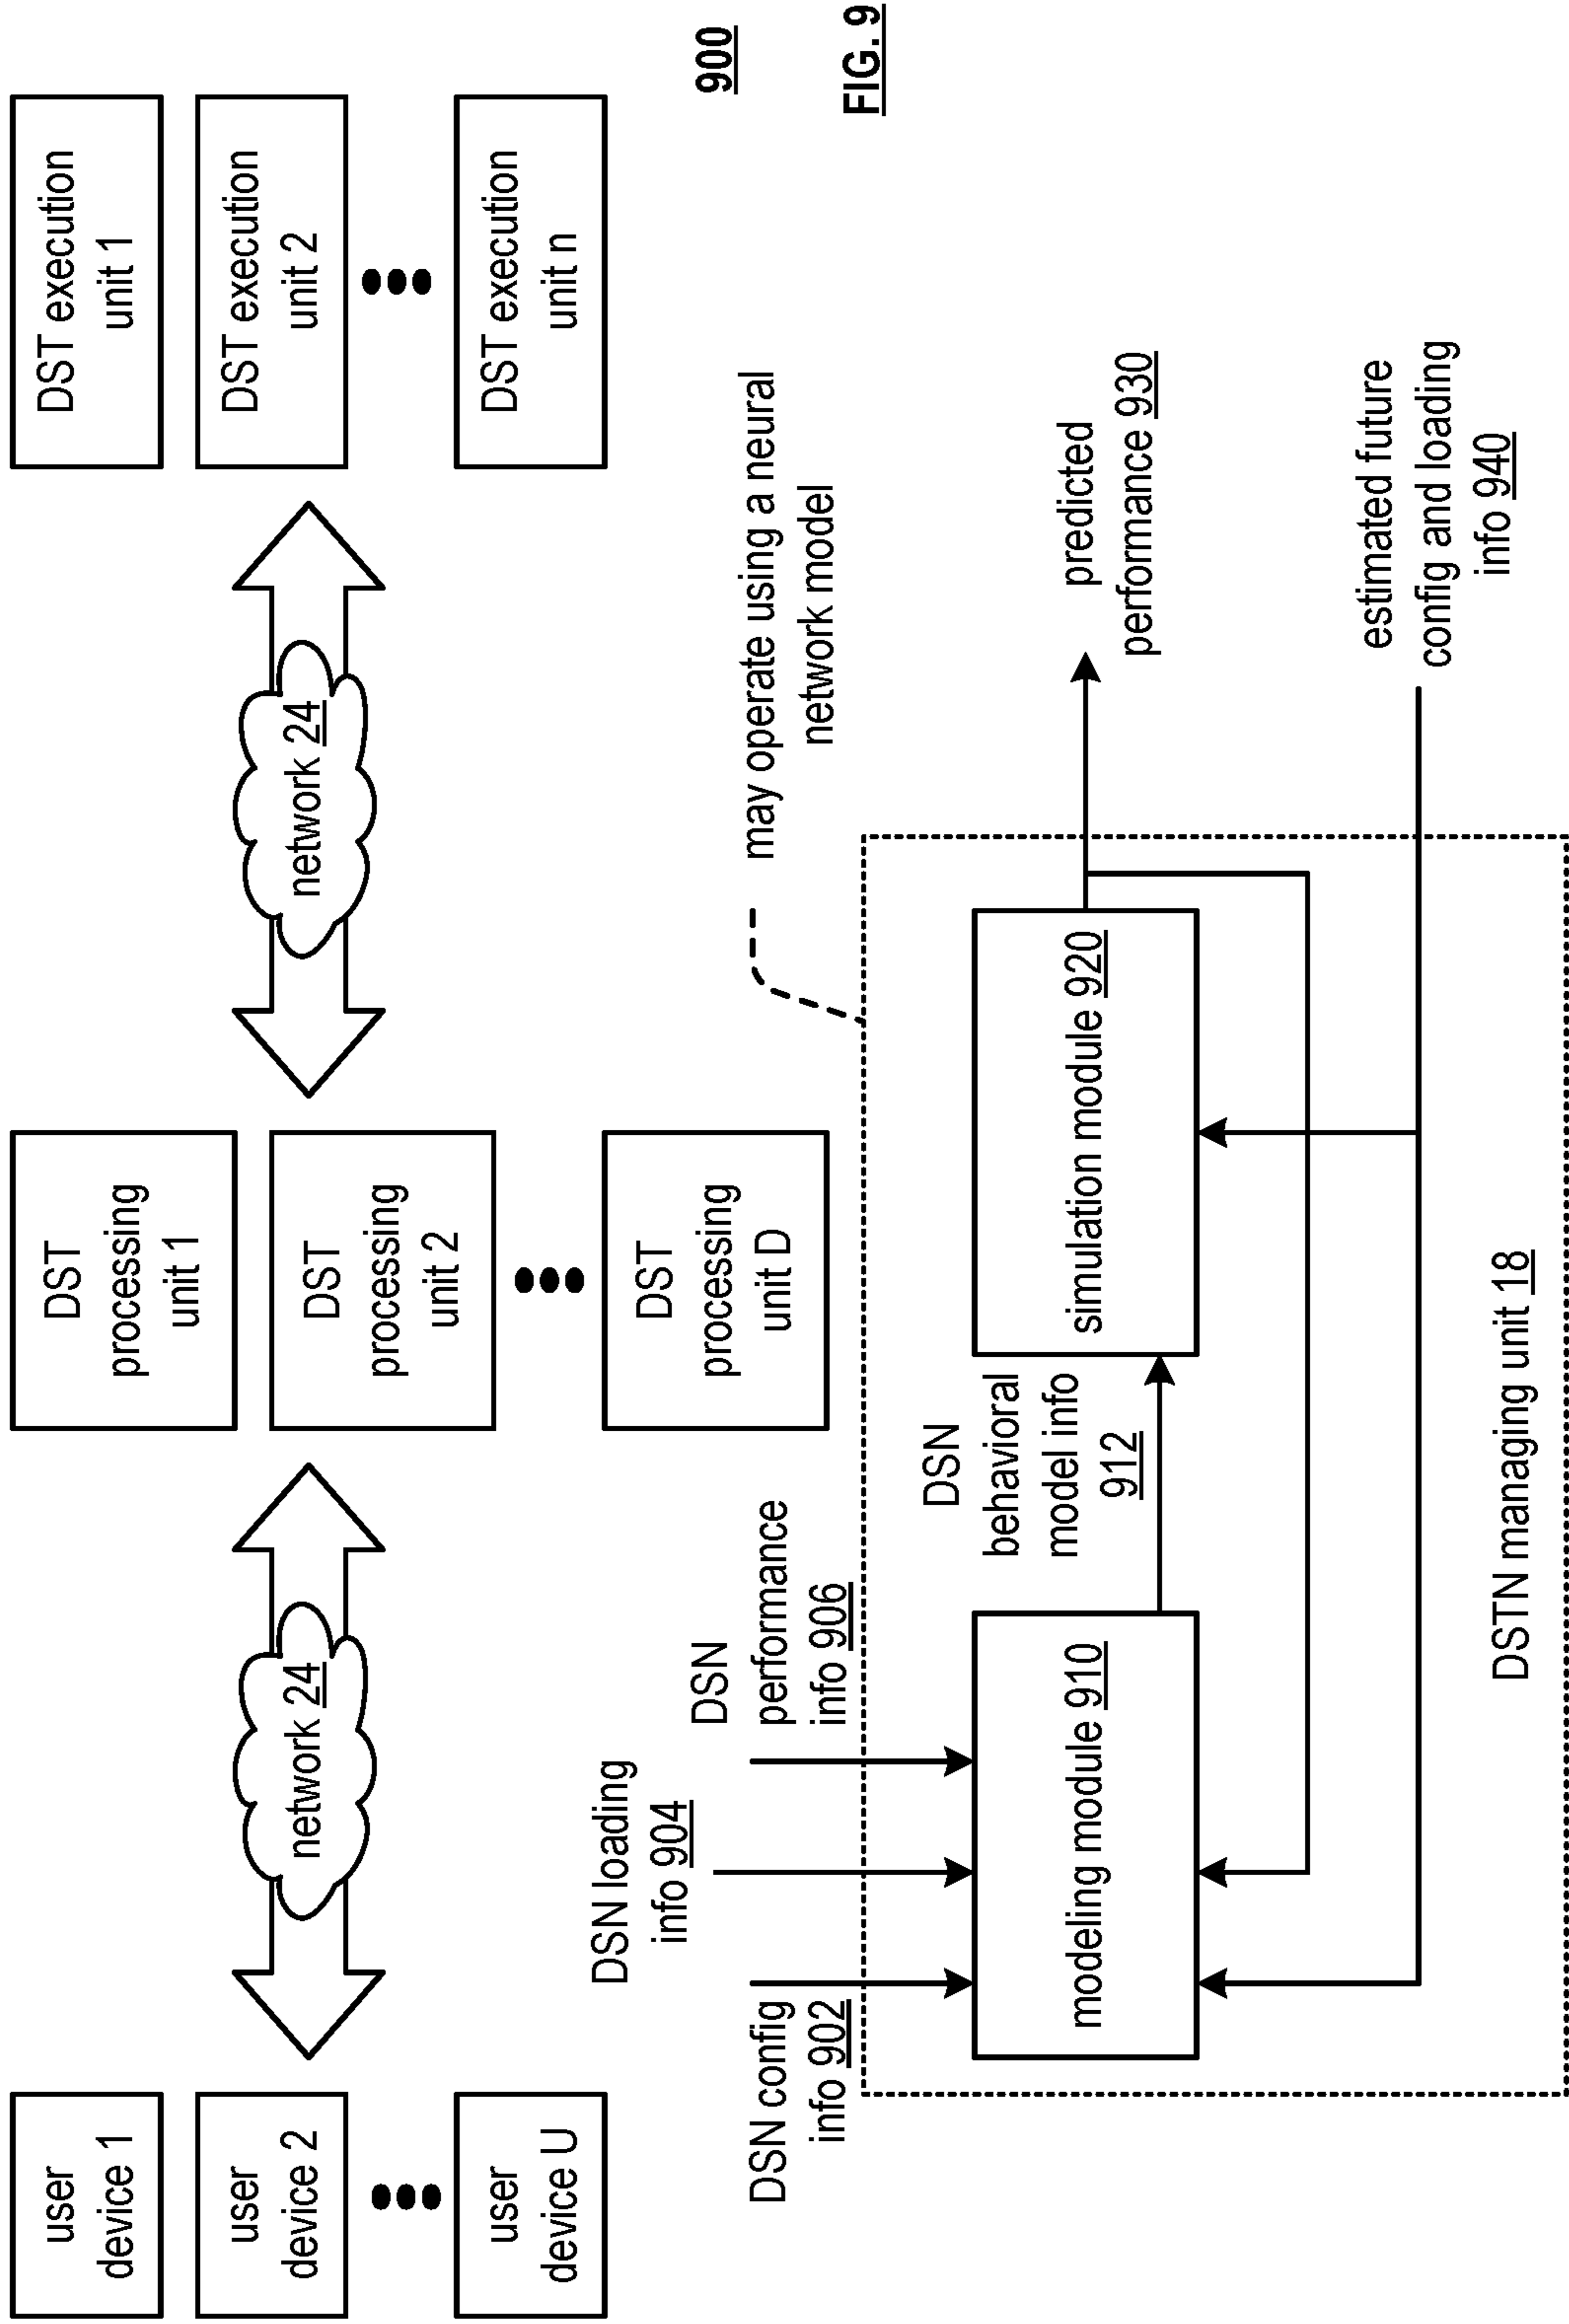 user
device 1
user
device 2
user
device U
network 24
DST
processing
unit 1
DST
processing
unit 2
DST
processing
unit D
network 24
DST execution
unit 1
DST execution
unit 2
DST execution
unit n
DSN config
info 902
DSN loading
info 904
DSN
performance
info 906
may operate using a neural
network model
modeling module 910
DSN
behavioral
model info
912
simulation module 920
predicted
performance 930
estimated future
config and loading
info 940
DSTN managing unit 18
900
FIG. 9